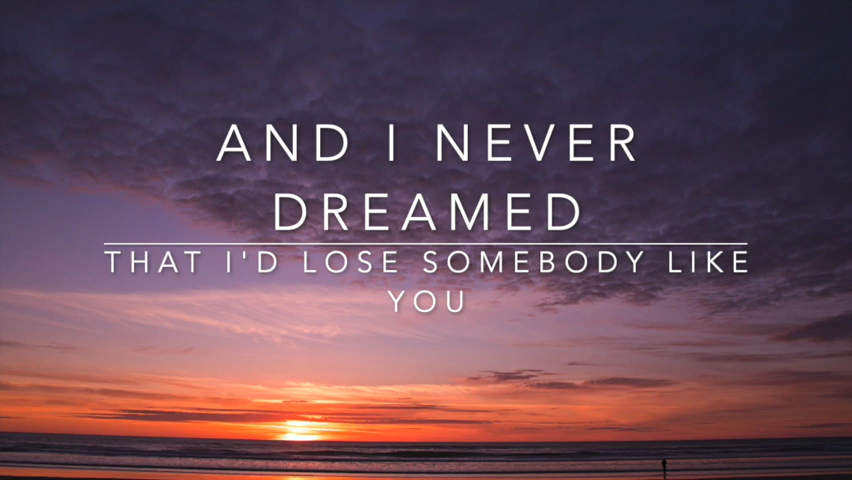 AND I NEVER
DREAMED
THAT I'D LOSE SOMEBODY LIKE
YOU